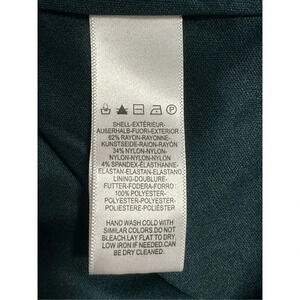 SHELL-EXTÉRIEUR-
AUßERHALB-FUORI-EXTERIOR
62% RAYON-RAYONNE-
KUNSTSEIDE-RAION-RAYÓN
34% NYLON-NYLON-NYLON
NYLON-NYLON
4% SPANDEX-ÉLASTHANNE-
ELASTAN-ELASTAN-ELASTANO
LINING-DOUBLURE-
FUTTER-FODERA-FORRO:
100% POLYESTER-
POLYESTER-POLYESTER-
POLIESTERE-POLIÉSTER
HAND WASH COLD WITH
SIMILAR COLORS.DO NOT
BLEACH.LAY FLAT TO DRY.
LOW IRON IF NEEDED.CAN
BE DRY CLEANED.